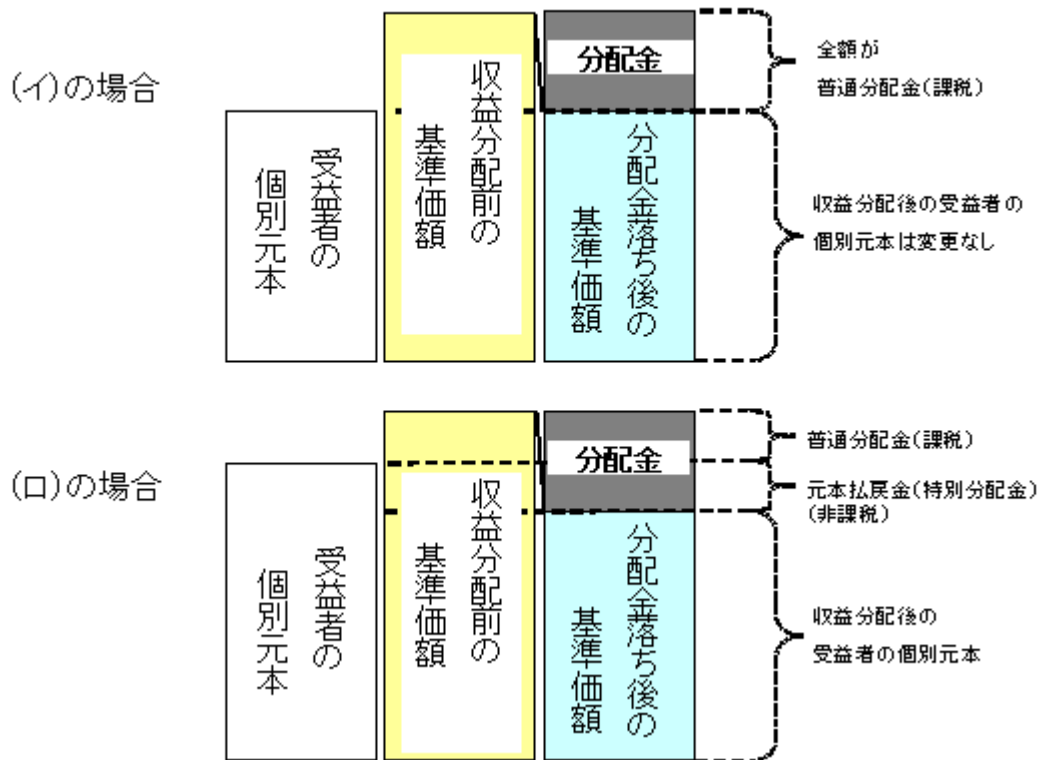 (イ)の場合
受益者の
個別元本
収益分配前の
基準価額
分配金
分配金落ち後の
基準価額
全額が
普通分配金(課税)
収益分配後の受益者の
個別元本は変更なし
(ロ)の場合
受益者の
個別元本
収益分配前の
基準価額
分配金
分配金落ち後の
基準価額
普通分配金(課税)
元本払戻金(特別分配金)
(非課税)
収益分配後の
受益者の個別元本